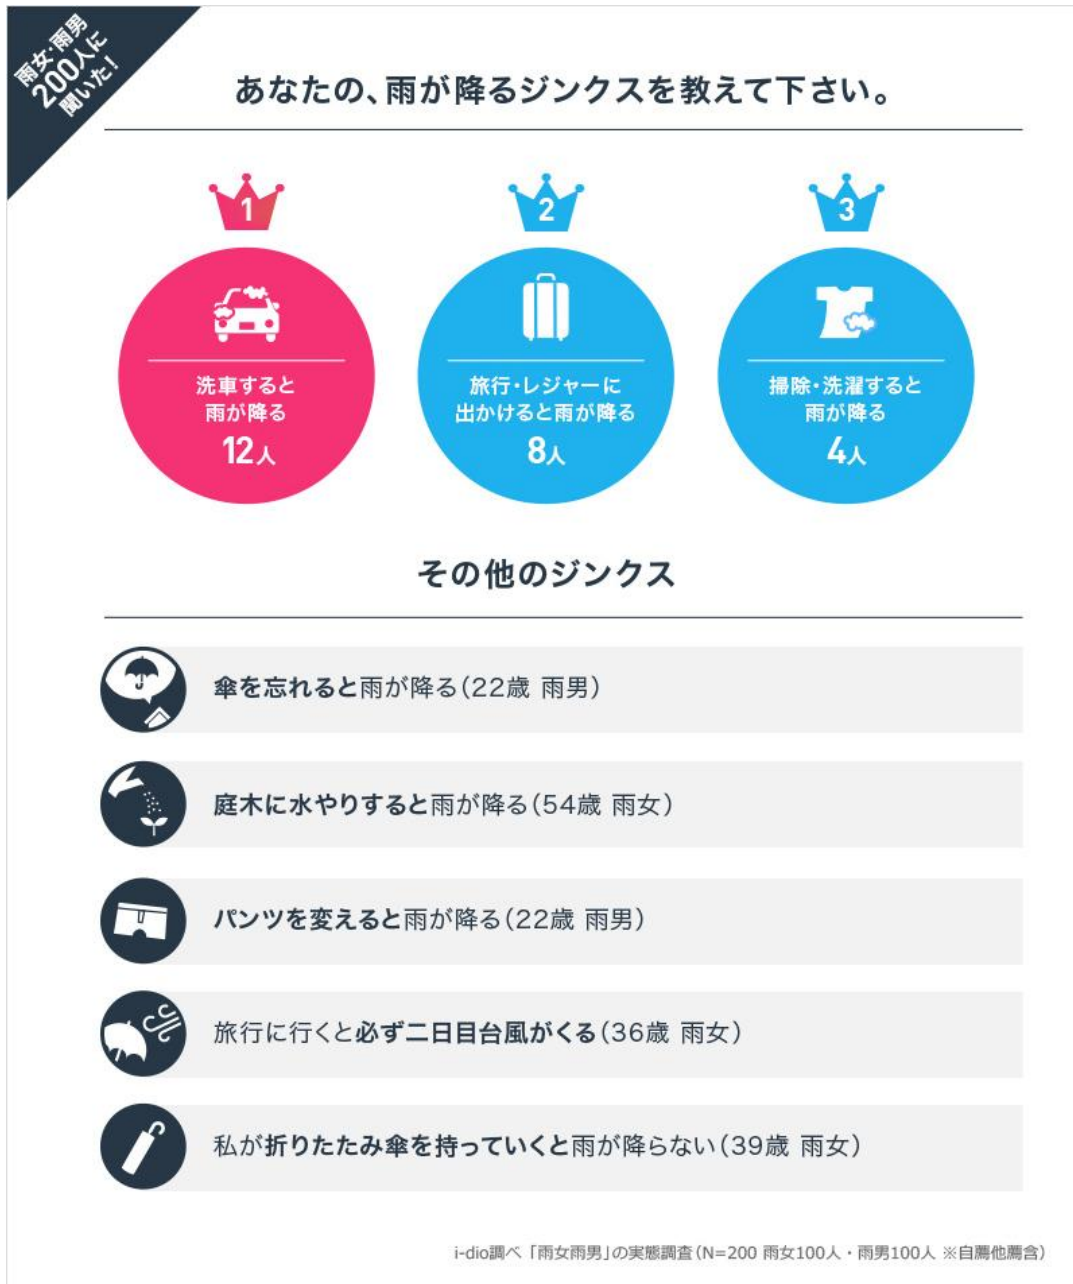 雨女・雨男
200人に
聞いた!
あなたの、雨が降るジンクスを教えて下さい。
1
2
3
洗車すると
雨が降る
12人
旅行・レジャーに
出かけると雨が降る
8人
掃除・洗濯すると
雨が降る
4人
その他のジンクス
傘を忘れると雨が降る(22歳 雨男)
庭木に水やりすると雨が降る(54歳 雨女)
パンツを変えると雨が降る(22歳 雨男)
旅行に行くと必ず二日目台風がくる(36歳 雨女)
私が折りたたみ傘を持っていくと雨が降らない(39歳 雨女)
i-dio調べ「雨女雨男」の実態調査(N=200 雨女100人・雨男100人 ※自薦他薦含)